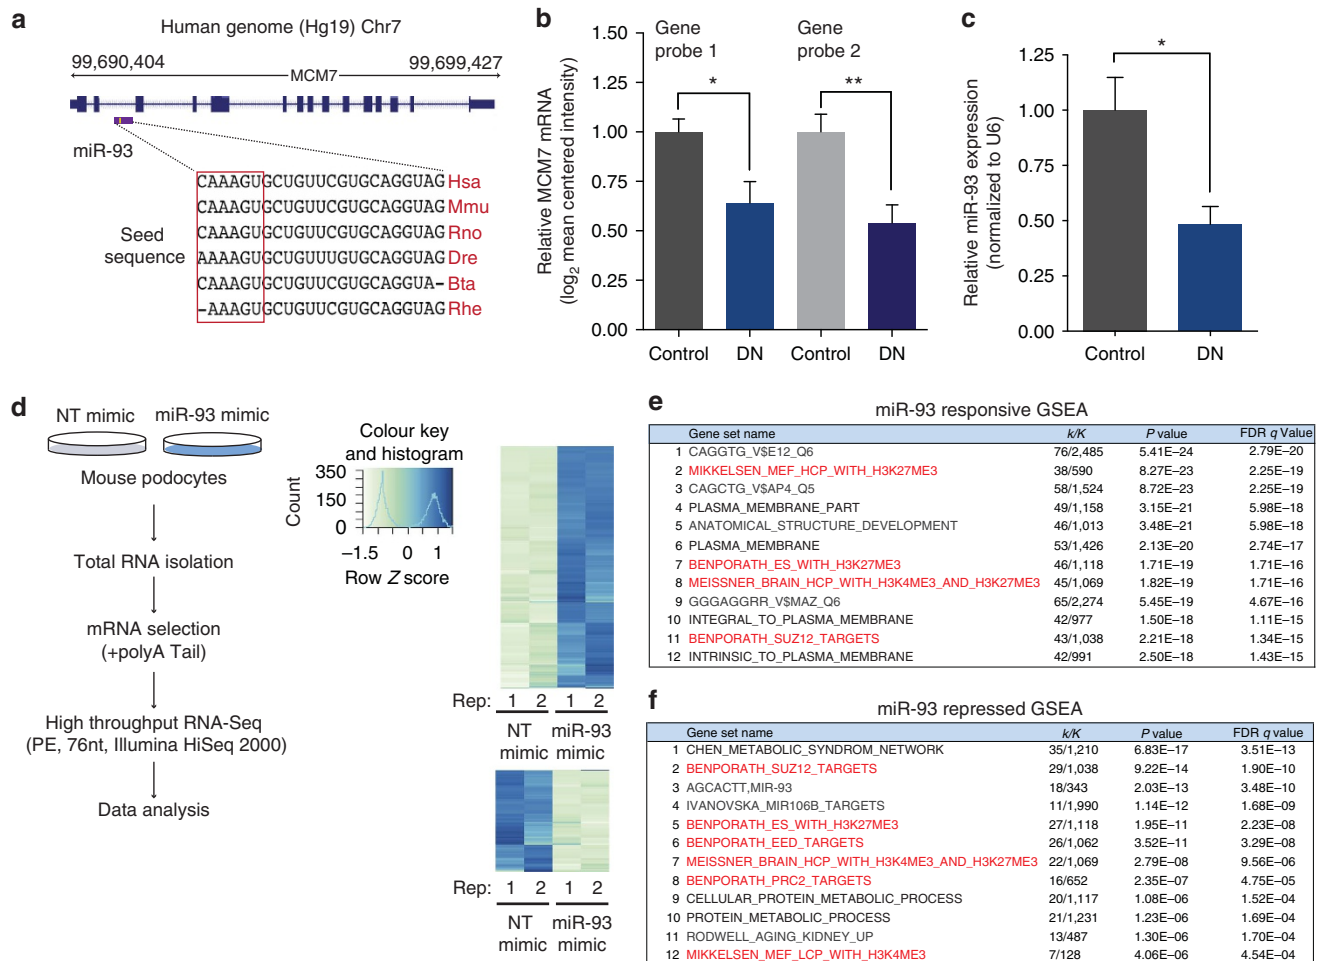 a
Human genome (Hg19) Chr7
99,690,404
99,699,427
MCM7
miR-93
Seed
sequence
CAAAGUGCUGUUCGUGCAGGUAG Hsa
CAAAGUGCUGUUCGUGCAGGUAG Mmu
CAAAGUGCUGUUCGUGCAGGUAG Rno
AAAAGUGCUGUUUGUGCAGGUAG Dre
CAAAGUGCUGUUCGUGCAGGUA- Bta
-AAAGUGCUGUUCGUGCAGGUAG Rhe
b
Relative MCM7 mRNA
(log2 mean centered intensity)
1.50
1.25
1.00
0.75
0.50
0.25
0.00
Gene
probe 1
Gene
probe 2
*
**
Control DN Control DN
c
Relative miR-93 expression
(normalized to U6)
1.25
1.00
0.75
0.50
0.25
0.00
*
Control DN
d
NT mimic miR-93 mimic
Mouse podocytes
Total RNA isolation
mRNA selection
(+polyA Tail)
High throughput RNA-Seq
(PE, 76nt, Illumina HiSeq 2000)
Data analysis
Colour key
and histogram
Count
350
150
0
–1.5 0 1
Row Z score
Rep: 1 2 1 2
NT
mimic
miR-93
mimic
Rep: 1 2 1 2
NT
mimic
miR-93
mimic
e
miR-93 responsive GSEA
Gene set name k/K P value FDR q Value
1 CAGGTG_V$E12_Q6 76/2,485 5.41E–24 2.79E–20
2 MIKKELSEN_MEF_HCP_WITH_H3K27ME3 38/590 8.27E–23 2.25E–19
3 CAGCTG_V$AP4_Q5 58/1,524 8.72E–23 2.25E–19
4 PLASMA_MEMBRANE_PART 49/1,158 3.15E–21 5.98E–18
5 ANATOMICAL_STRUCTURE_DEVELOPMENT 46/1,013 3.48E–21 5.98E–18
6 PLASMA_MEMBRANE 53/1,426 2.13E–20 2.74E–17
7 BENPORATH_ES_WITH_H3K27ME3 46/1,118 1.71E–19 1.71E–16
8 MEISSNER_BRAIN_HCP_WITH_H3K4ME3_AND_H3K27ME3 45/1,069 1.82E–19 1.71E–16
9 GGGAGGRR_V$MAZ_Q6 65/2,274 5.45E–19 4.67E–16
10 INTEGRAL_TO_PLASMA_MEMBRANE 42/977 1.50E–18 1.11E–15
11 BENPORATH_SUZ12_TARGETS 43/1,038 2.21E–18 1.34E–15
12 INTRINSIC_TO_PLASMA_MEMBRANE 42/991 2.50E–18 1.43E–15
f
miR-93 repressed GSEA
Gene set name k/K P value FDR q value
1 CHEN_METABOLIC_SYNDROM_NETWORK 35/1,210 6.83E–17 3.51E–13
2 BENPORATH_SUZ12_TARGETS 29/1,038 9.22E–14 1.90E–10
3 AGCACTT,MIR-93 18/343 2.03E–13 3.48E–10
4 IVANOVSKA_MIR106B_TARGETS 11/1,990 1.14E–12 1.68E–09
5 BENPORATH_ES_WITH_H3K27ME3 27/1,118 1.95E–11 2.23E–08
6 BENPORATH_EED_TARGETS 26/1,062 3.52E–11 3.29E–08
7 MEISSNER_BRAIN_HCP_WITH_H3K4ME3_AND_H3K27ME3 22/1,069 2.79E–08 9.56E–06
8 BENPORATH_PRC2_TARGETS 16/652 2.35E–07 4.75E–05
9 CELLULAR_PROTEIN_METABOLIC_PROCESS 20/1,117 1.08E–06 1.52E–04
10 PROTEIN_METABOLIC_PROCESS 21/1,231 1.23E–06 1.69E–04
11 RODWELL_AGING_KIDNEY_UP 13/487 1.30E–06 1.70E–04
12 MIKKELSEN_MEF_LCP_WITH_H3K4ME3 7/128 4.06E–06 4.54E–04